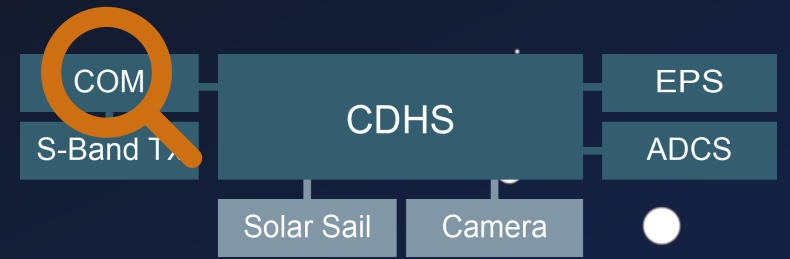 COM
CDHS
EPS
S-Band Tx
ADCS
Solar Sail
Camera